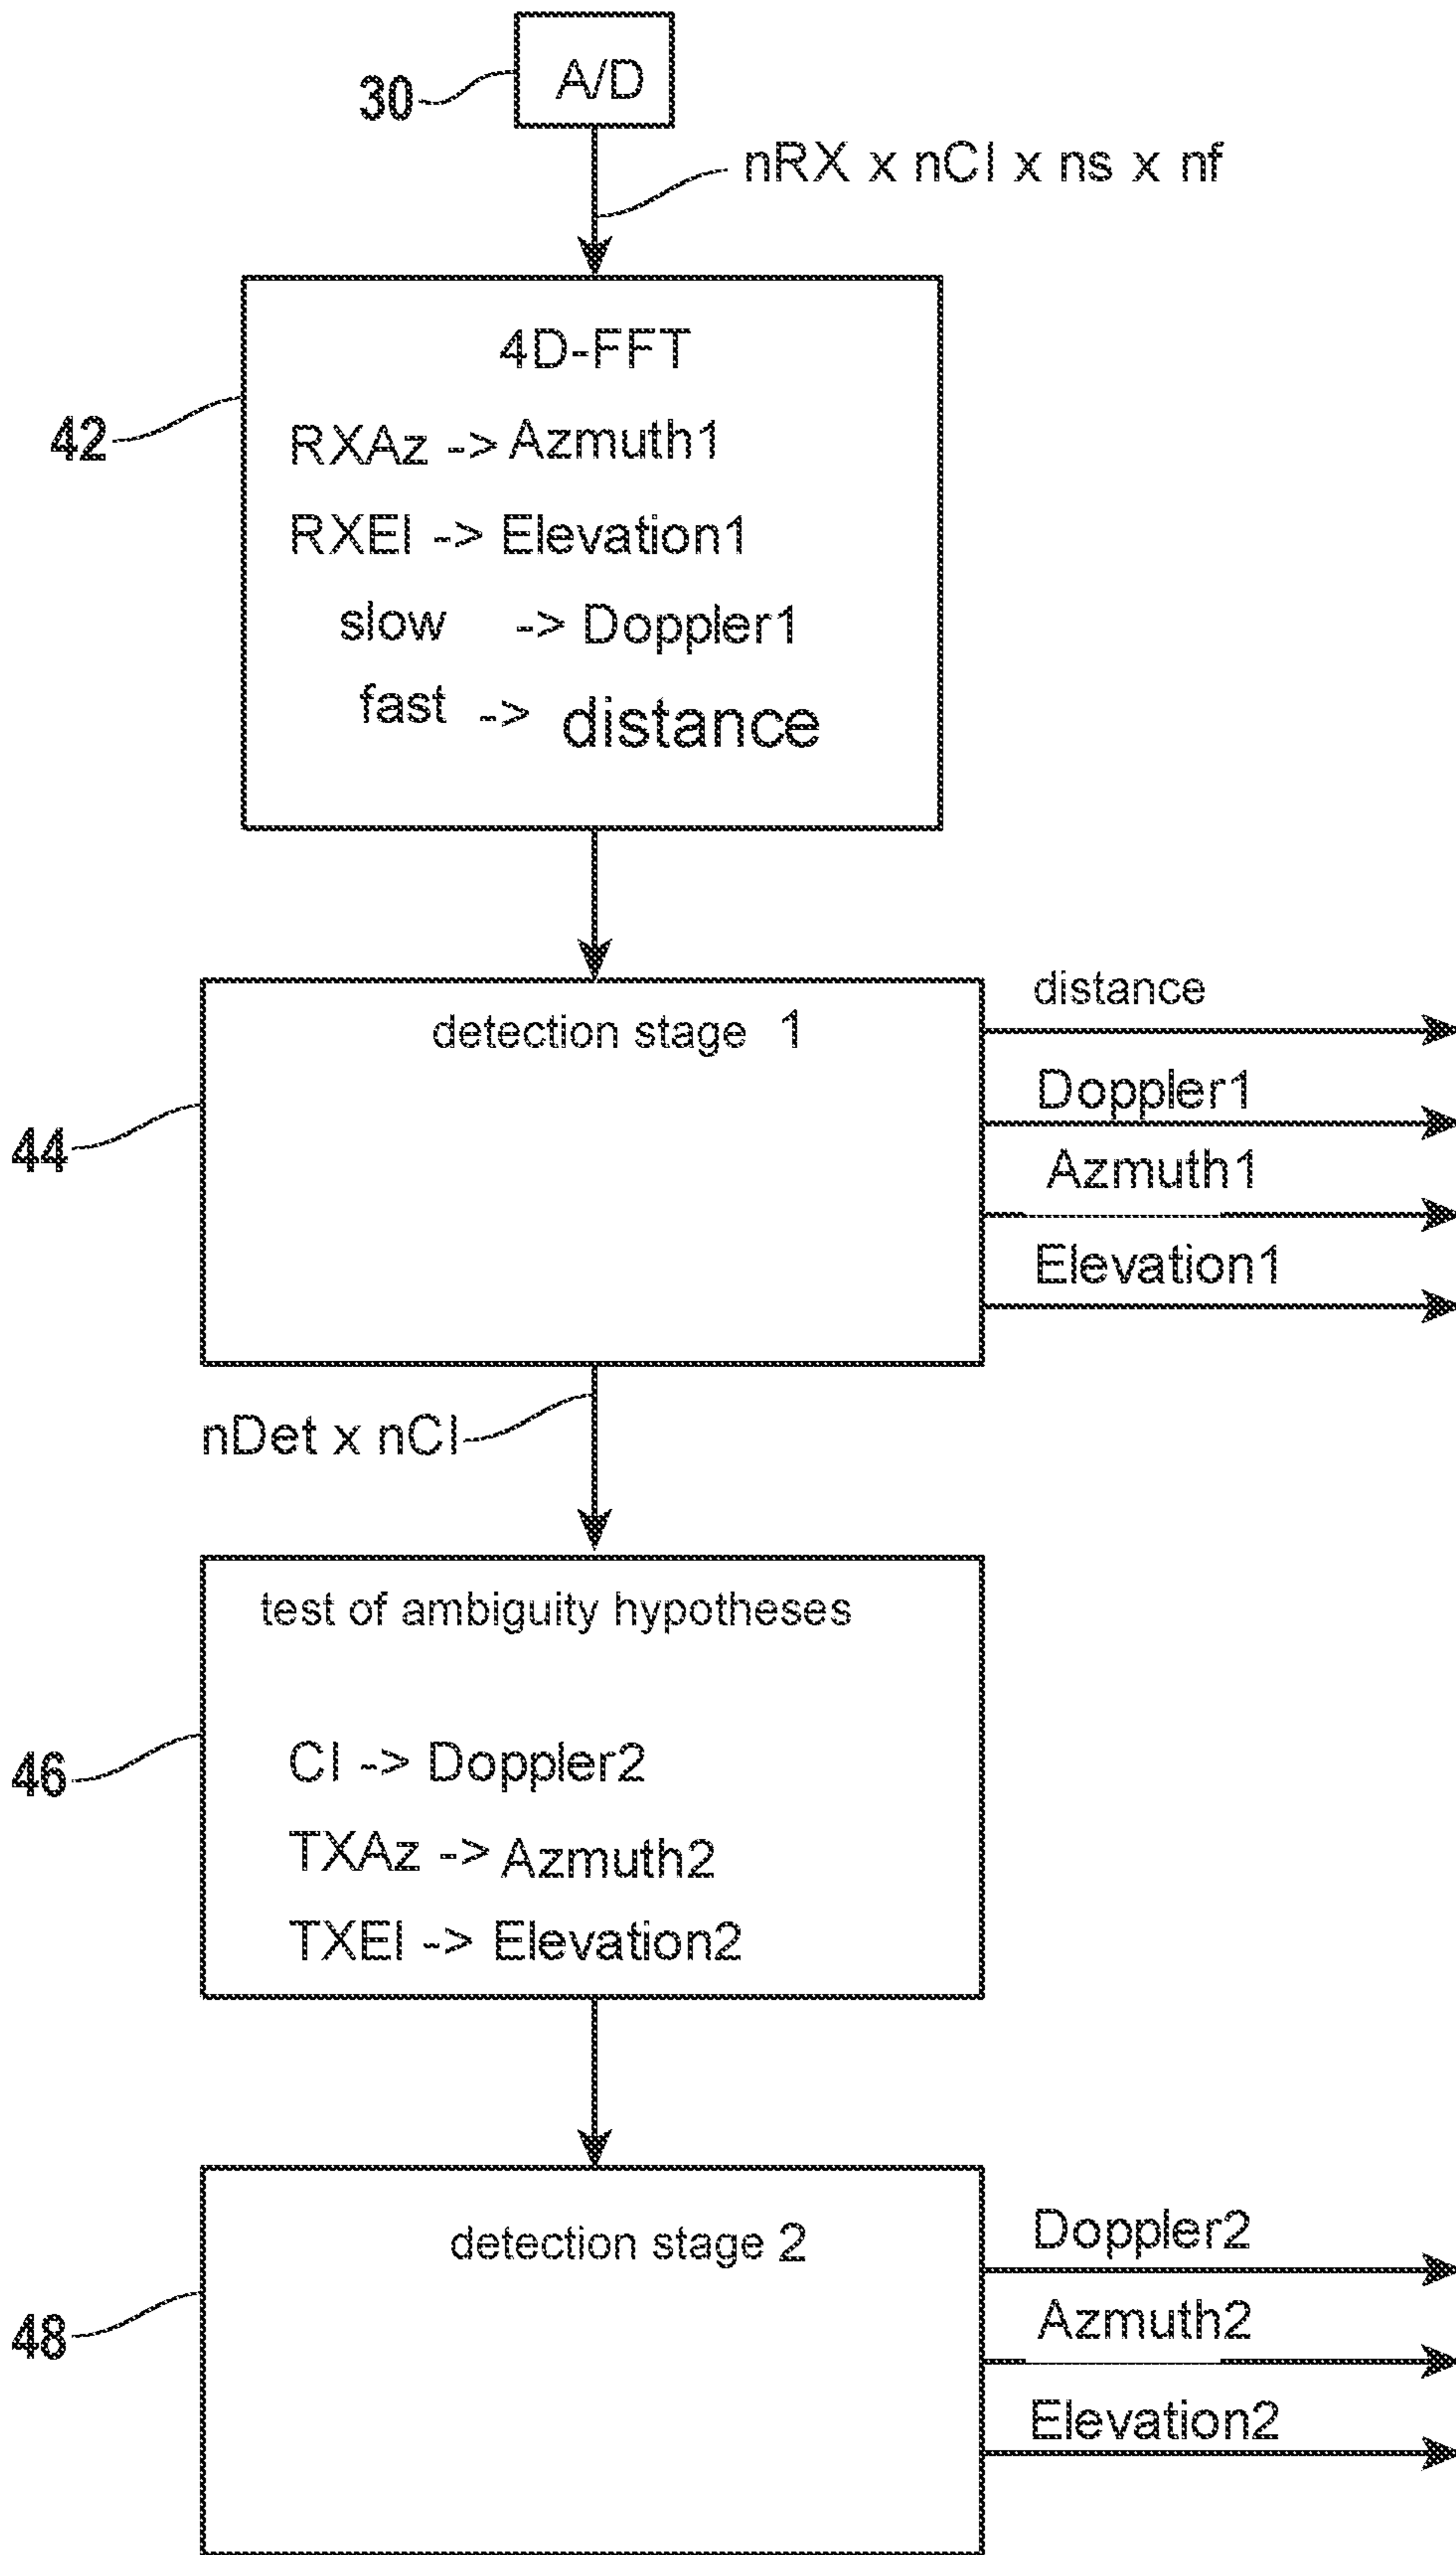 A/D
30
nRX x nCI x ns x nf
4D-FFT
42
RXAz -> Azmuth1
RXEl -> Elevation1
slow -> Doppler1
fast -> distance
distance
detection stage 1
Doppler1
44
Azmuth1
Elevation1
nDet x nCI
test of ambiguity hypotheses
46
CI -> Doppler2
TXAz -> Azmuth2
TXEl -> Elevation2
detection stage 2
Doppler2
48
Azmuth2
Elevation2